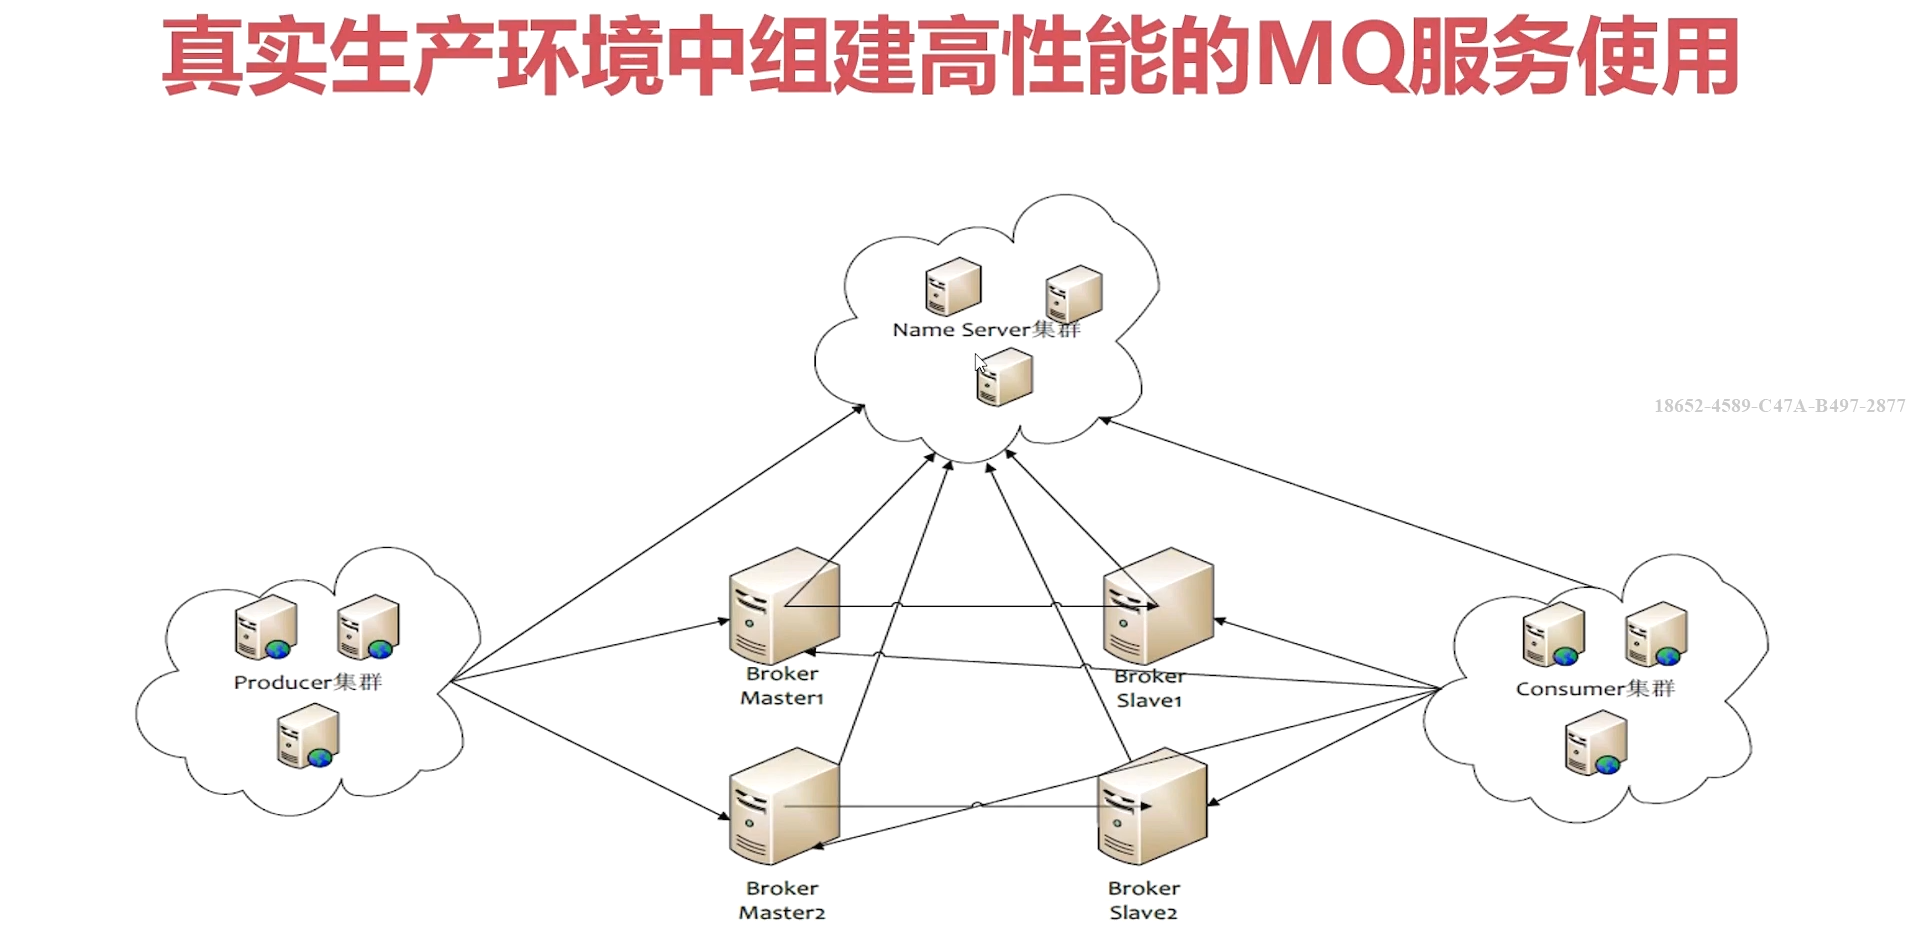 真实生产环境中组建高性能的MQ服务使用
Name Server集群
18652-4589-C47A-B497-2877
Producer集群
Broker
Master1
Broker
Slave1
Consumer集群
Broker
Master2
Broker
Slave2